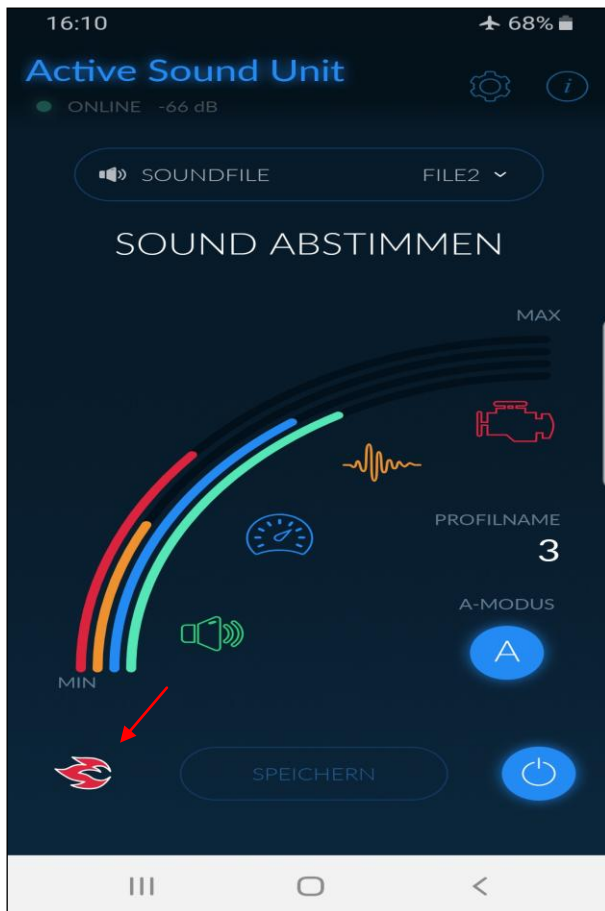 16:10
68%
Active Sound Unit
ONLINE -66 dB
SOUNDFILE FILE2
SOUND ABSTIMMEN
MAX
PROFILNAME
3
A-MODUS
A
MIN
SPEICHERN